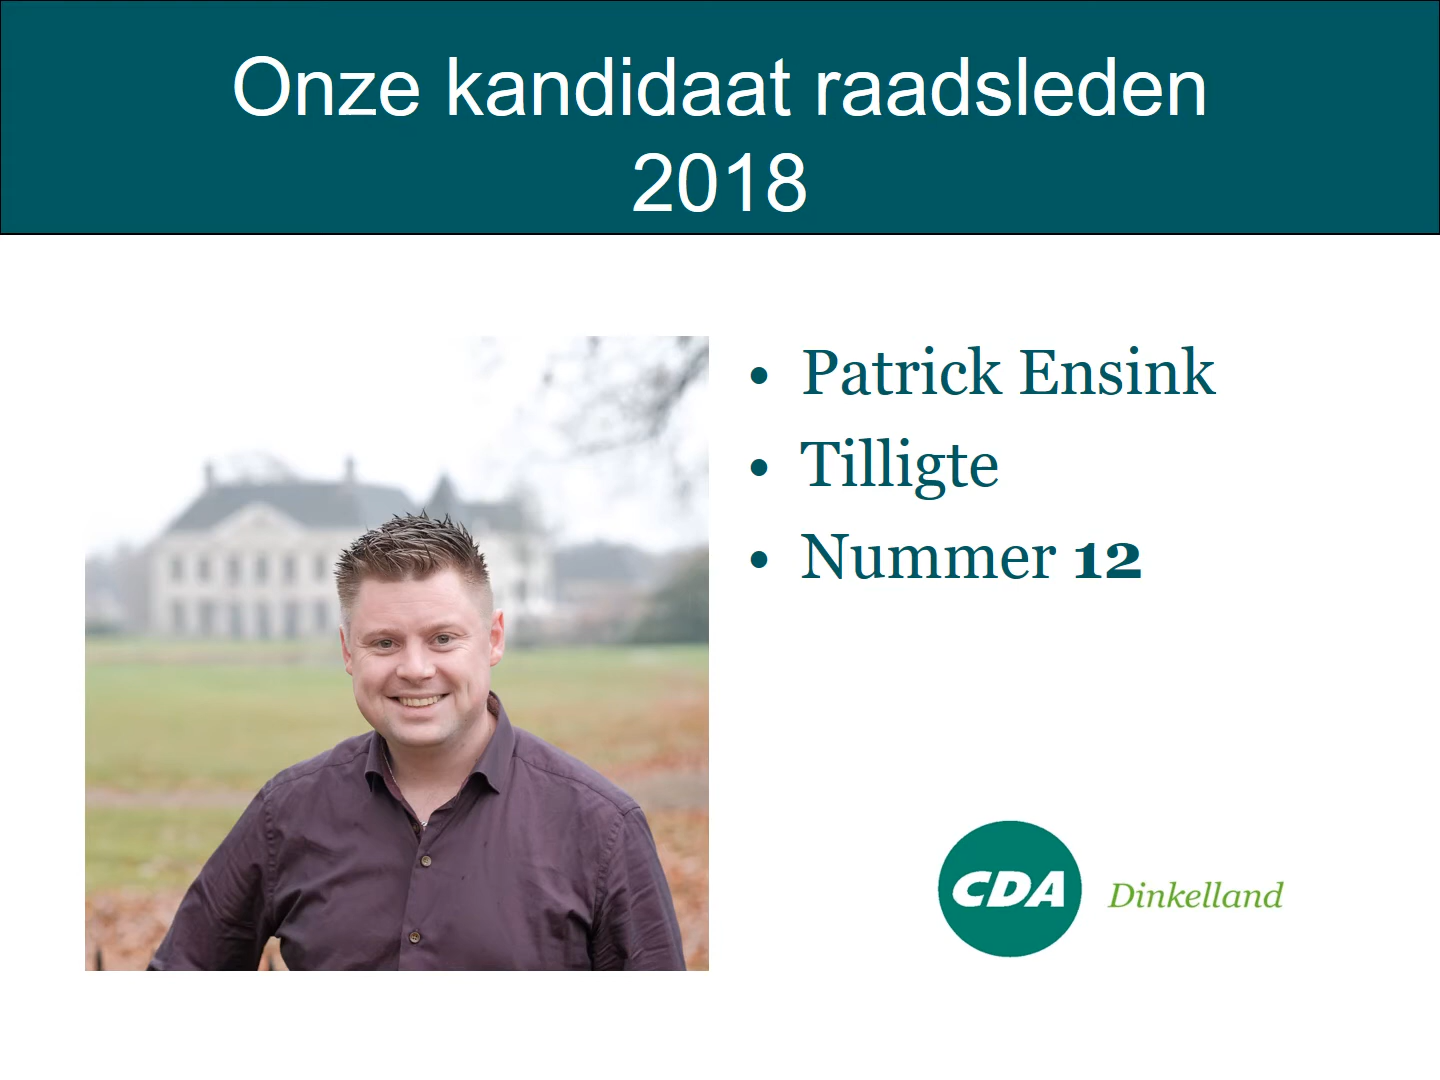 Onze kandidaat raadsleden
2018
• Patrick Ensink
• Tilligte
• Nummer 12
CDA Dinkelland